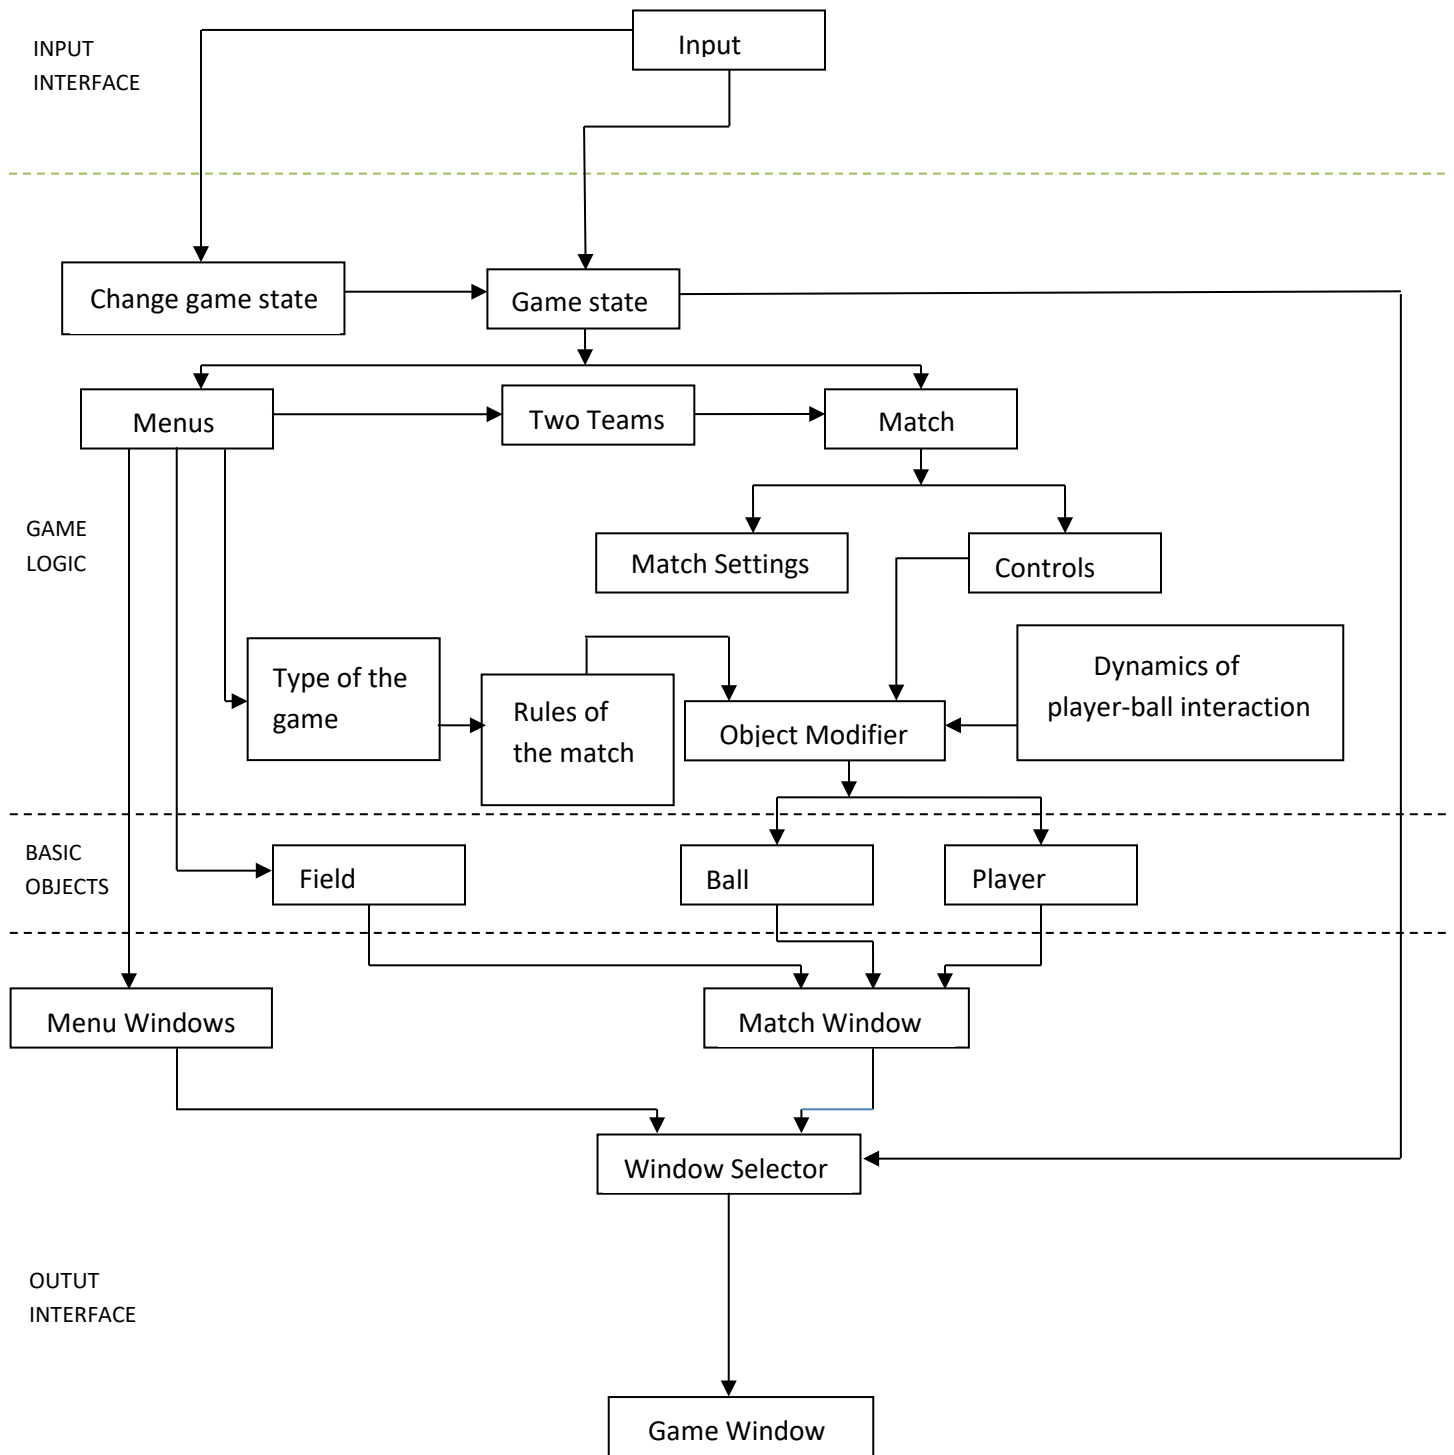 INPUT
INTERFACE
Input
Change game state
Game state
Menus
Two Teams
Match
GAME
LOGIC
Match Settings
Controls
Type of the
game
Rules of
the match
Object Modifier
Dynamics of
player-ball interaction
BASIC
OBJECTS
Field
Ball
Player
Menu Windows
Match Window
Window Selector
OUTUT
INTERFACE
Game Window